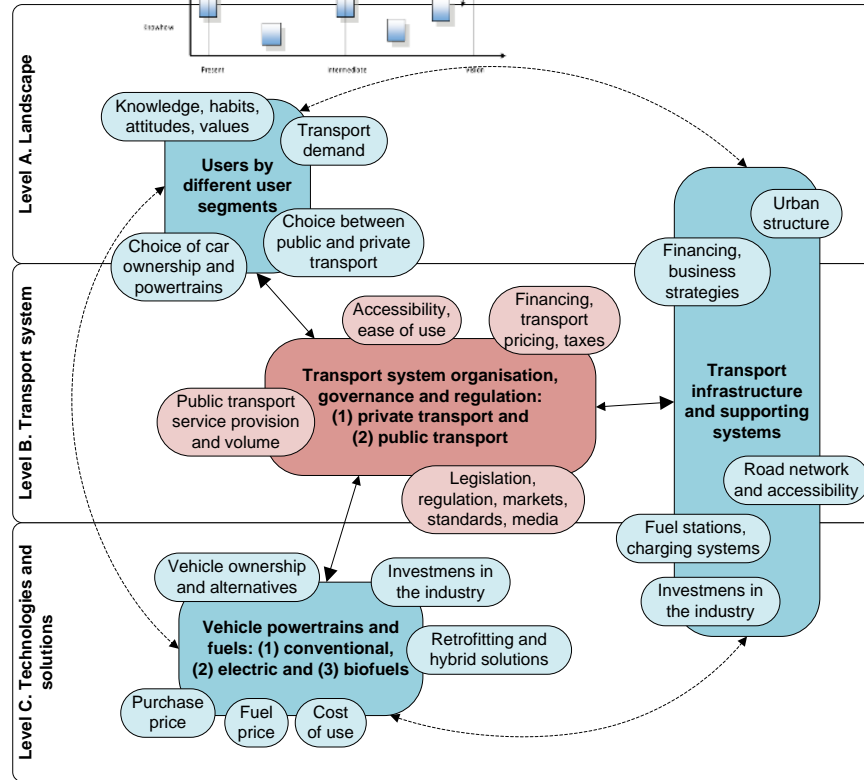 Knowhow
Present
Intermediate
Vision
Level A. Landscape
Knowledge, habits,
attitudes, values
Transport
demand
Users by
different user
segments
Choice between
public and private
transport
Choice of car
ownership and
powertrains
Urban
structure
Financing,
business
strategies
Level B. Transport system
Accessibility,
ease of use
Financing,
transport
pricing, taxes
Transport system organisation,
governance and regulation:
(1) private transport and
(2) public transport
Public transport
service provision
and volume
Legislation,
regulation, markets,
standards, media
Transport
infrastructure
and supporting
systems
Road network
and accessibility
Fuel stations,
charging systems
Investmens in
the industry
Level C. Technologies and
solutions
Vehicle ownership
and alternatives
Investmens in
the industry
Vehicle powertrains and
fuels: (1) conventional,
(2) electric and (3) biofuels
Retrofitting and
hybrid solutions
Purchase
price
Fuel
price
Cost
of use